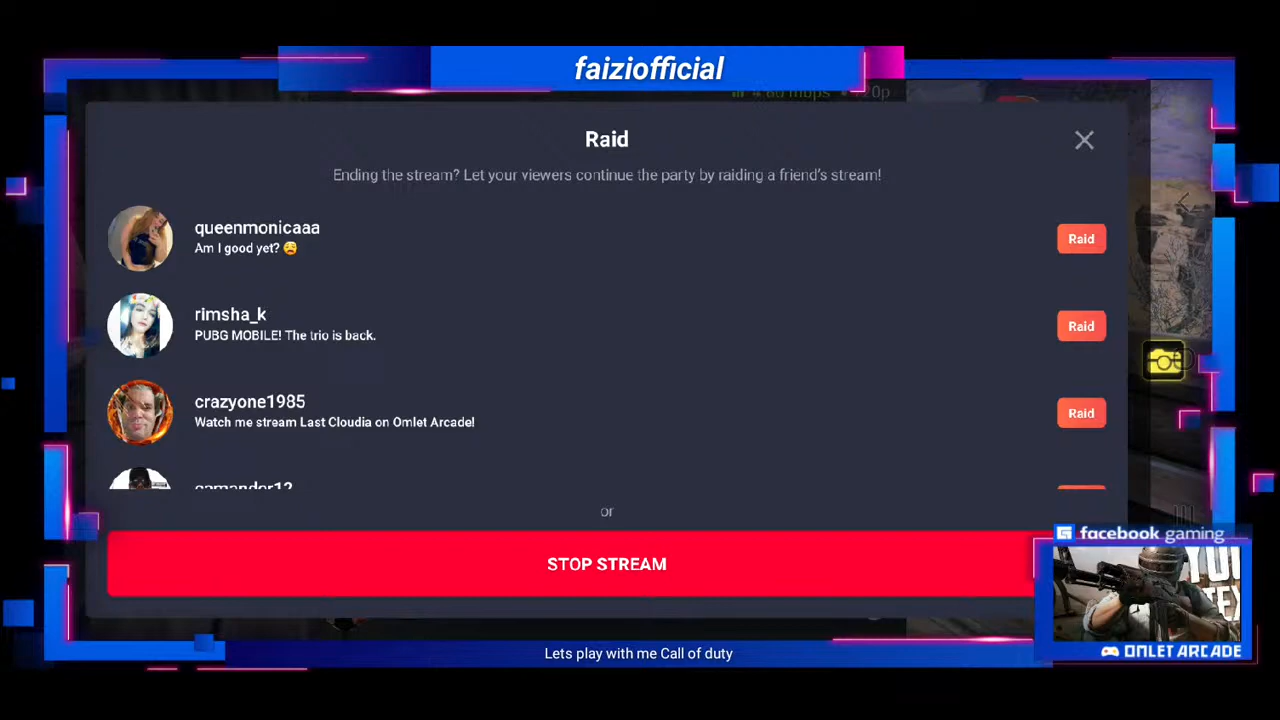 faiziofficial
Raid
Ending the stream? Let your viewers continue the party by raiding a friend's stream!
queenmonicaaa
Am I good yet? 😥
Raid
rimsha_k
PUBG MOBILE! The trio is back.
Raid
crazyone1985
Watch me stream Last Cloudia on Omlet Arcade!
Raid
or
STOP STREAM
facebook gaming
OMLET ARCADE
Lets play with me Call of duty